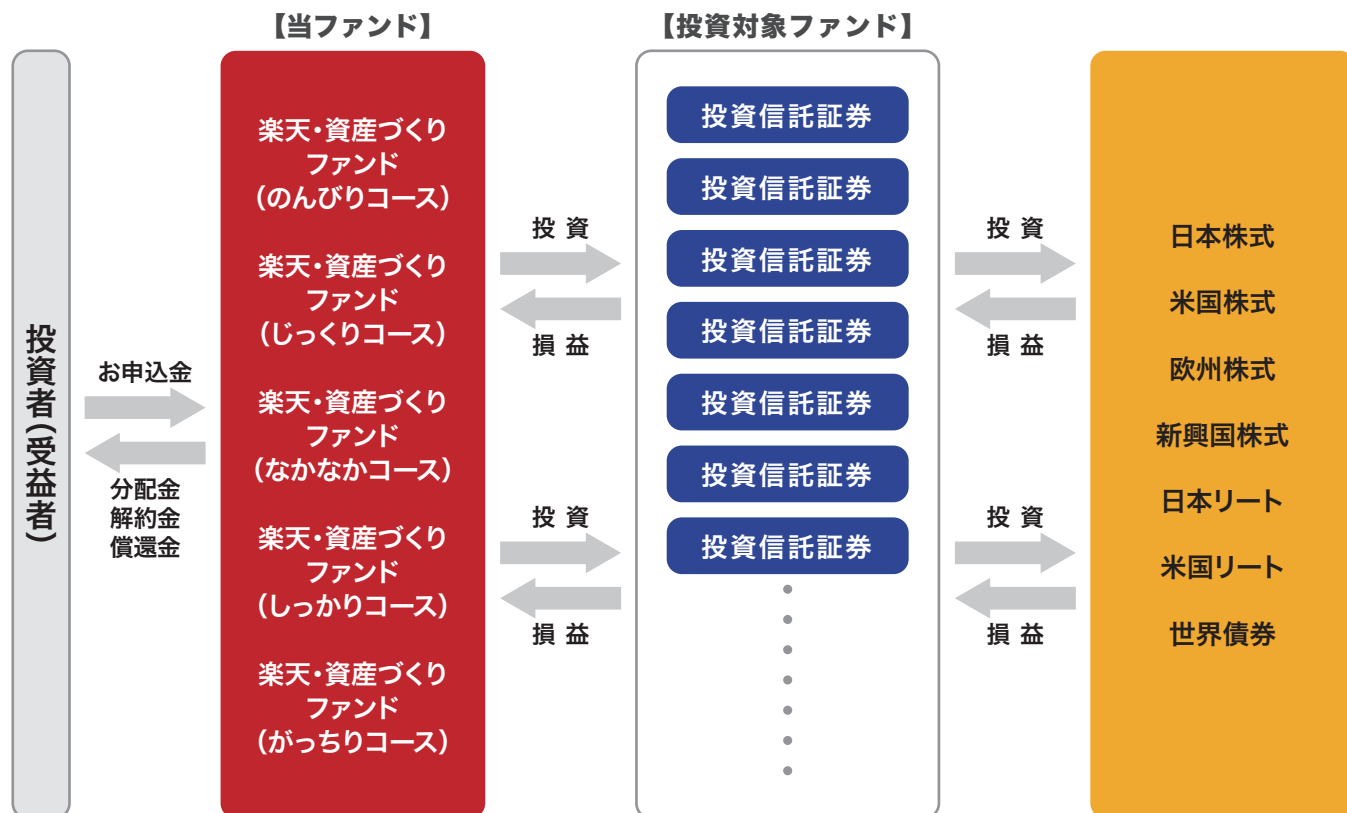 【当ファンド】
【投資対象ファンド】
投資者(受益者)
お申込金
分配金
解約金
償還金
楽天・資産づくり
ファンド
(のんびりコース)
楽天・資産づくり
ファンド
(じっくりコース)
楽天・資産づくり
ファンド
(なかなかコース)
楽天・資産づくり
ファンド
(しっかりコース)
楽天・資産づくり
ファンド
(がっちりコース)
投資
損益
投資
損益
投資信託証券
投資信託証券
投資信託証券
投資信託証券
投資信託証券
投資信託証券
投資信託証券
投資
損益
投資
損益
日本株式
米国株式
欧州株式
新興国株式
日本リート
米国リート
世界債券